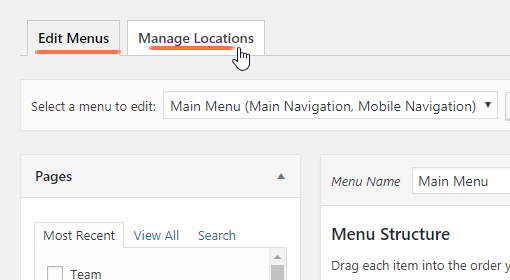 Edit Menus Manage Locations
Select a menu to edit: Main Menu (Main Navigation, Mobile Navigation)
Pages
Menu Name Main Menu
Most Recent View All Search
Menu Structure
Team
Drag each item into the order